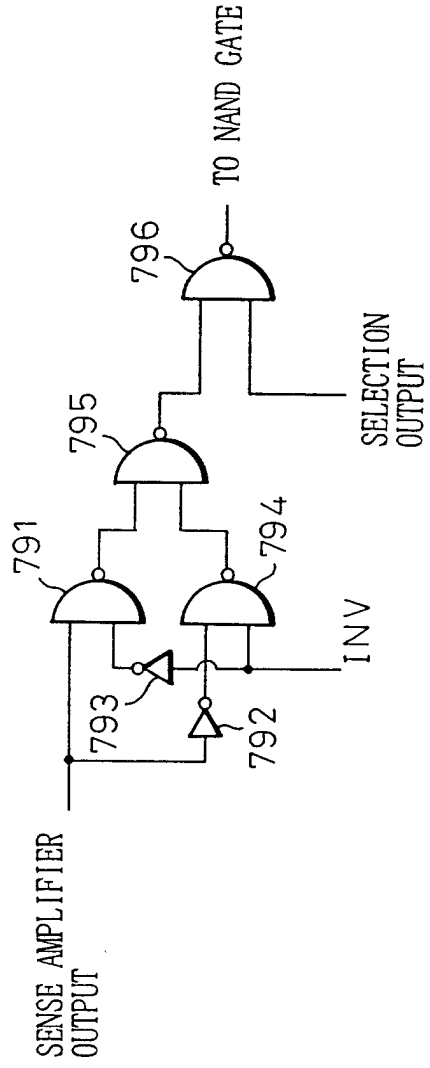 SENSE AMPLIFIER
OUTPUT
791
793
792
794
INV
795
796
SELECTION
OUTPUT
TO NAND GATE